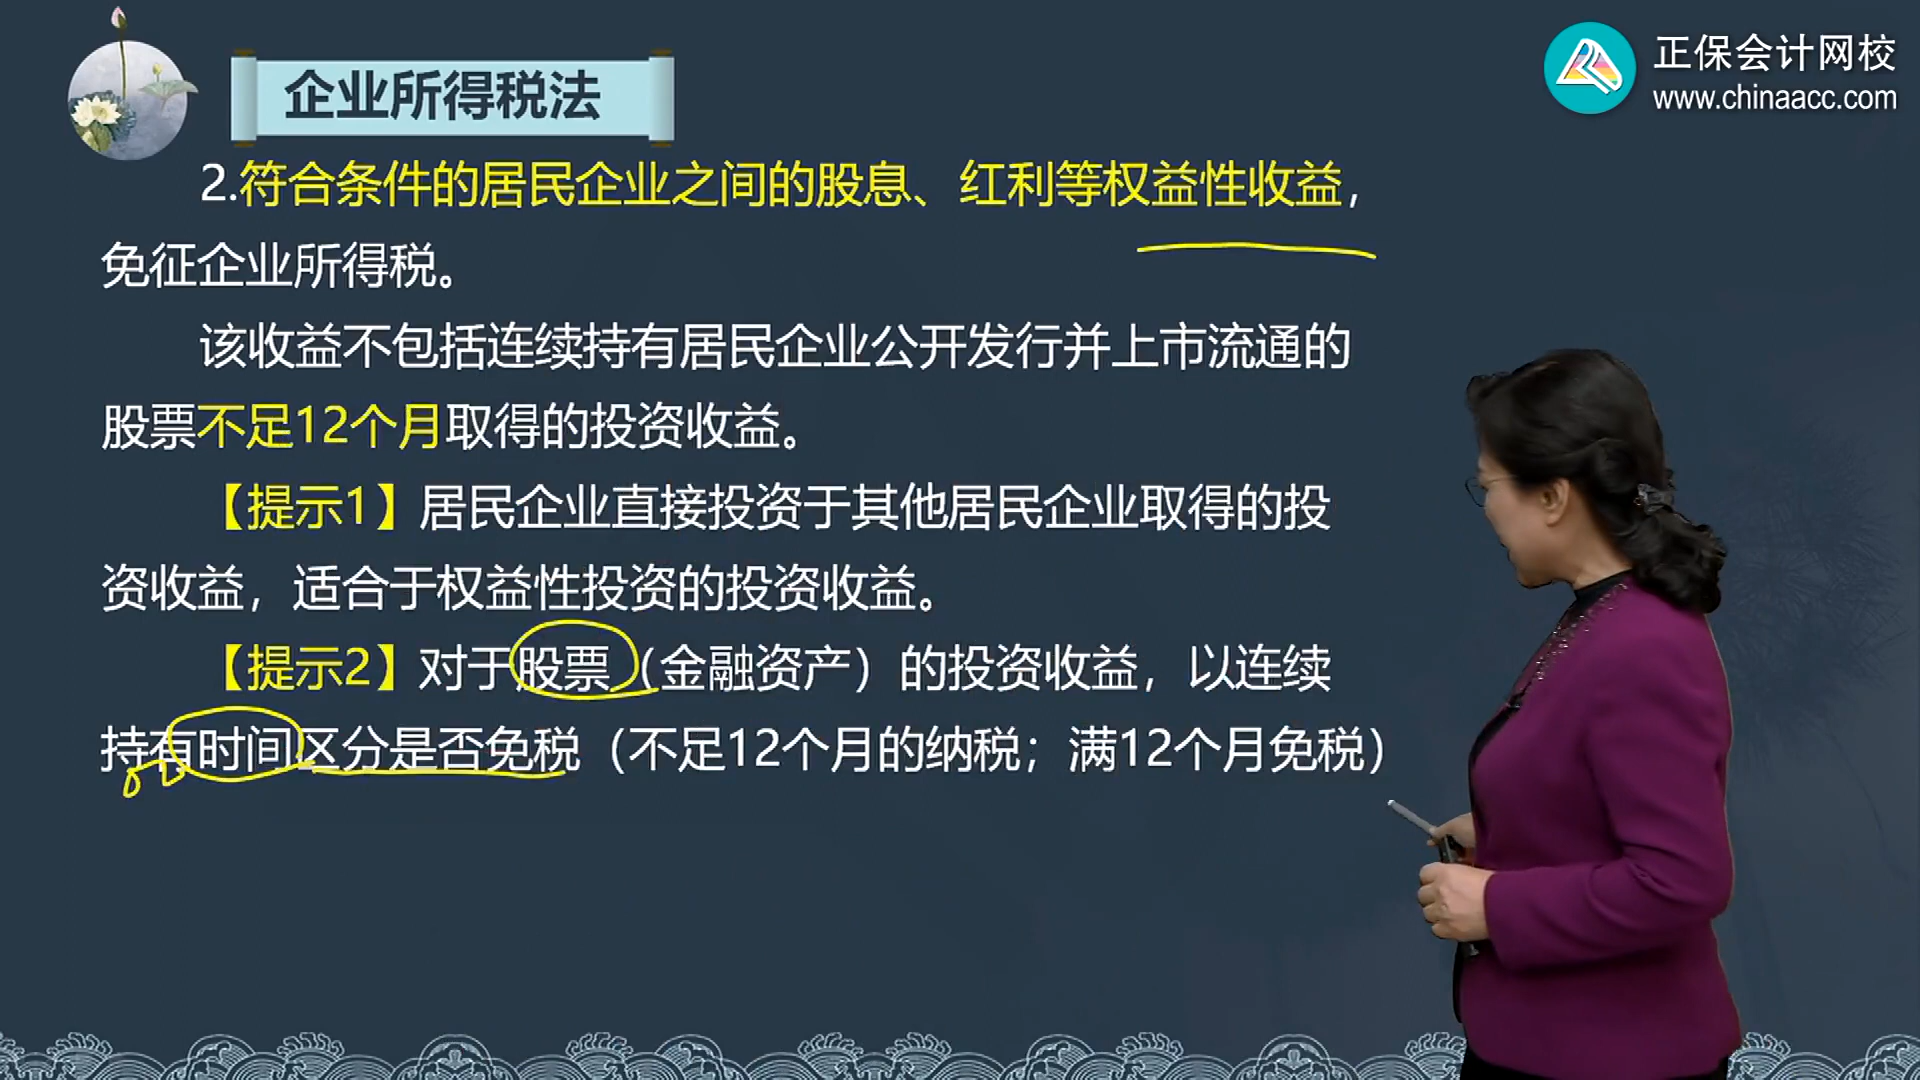 正保会计网校
www.chinaacc.com
企业所得税法
2.符合条件的居民企业之间的股息、红利等权益性收益，
免征企业所得税。
该收益不包括连续持有居民企业公开发行并上市流通的
股票不足12个月取得的投资收益。
【提示1】居民企业直接投资于其他居民企业取得的投
资收益，适合于权益性投资的投资收益。
【提示2】对于股票（金融资产）的投资收益，以连续
持有时间区分是否免税（不足12个月的纳税；满12个月免税）